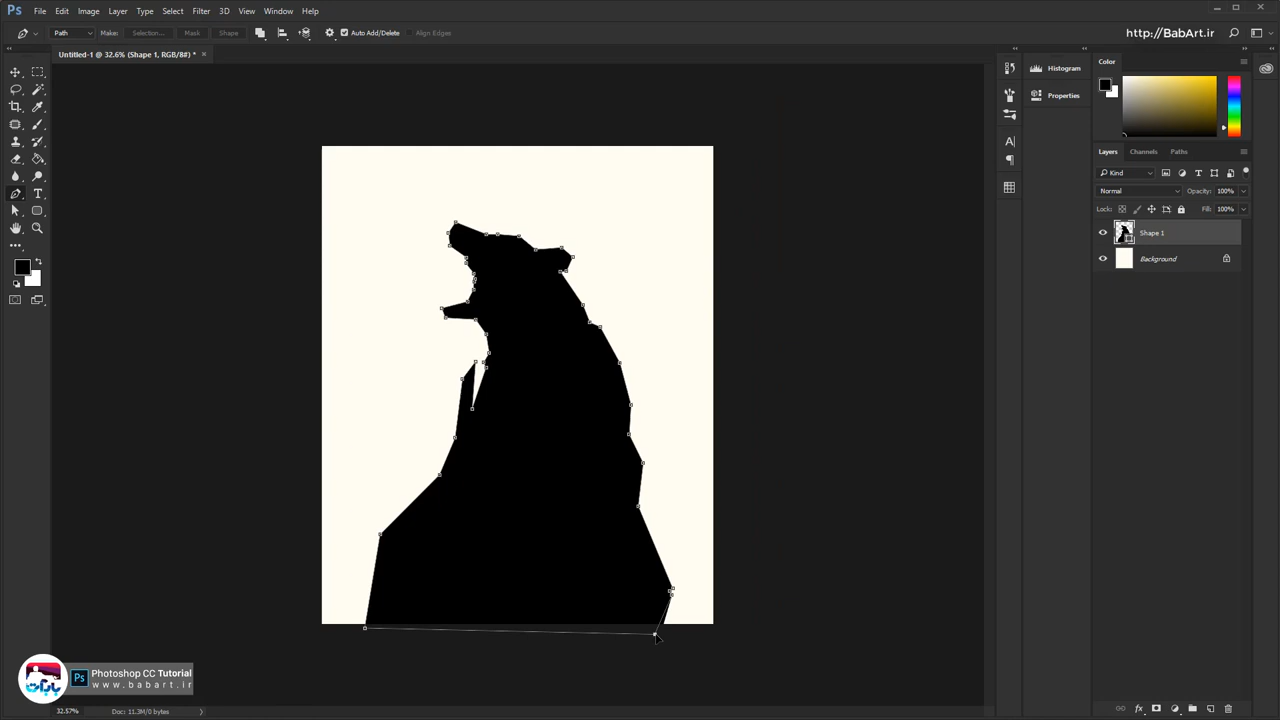 Ps File Edit Image Layer Type Select Filter 3D View Window Help
Path Make: Selection... Mask Shape Auto Add/Delete Align Edges http://BabArt.ir
Untitled-1 @ 32.6% (Shape 1, RGB/8#) * ×
Histogram
Properties
Color
Layers Channels Paths
Kind
Normal Opacity: 100%
Lock: Fill: 100%
Shape 1
Background
باب‌آرت
Ps Photoshop CC Tutorial
www.babart.ir
32.57% Doc: 11.3M/0 bytes